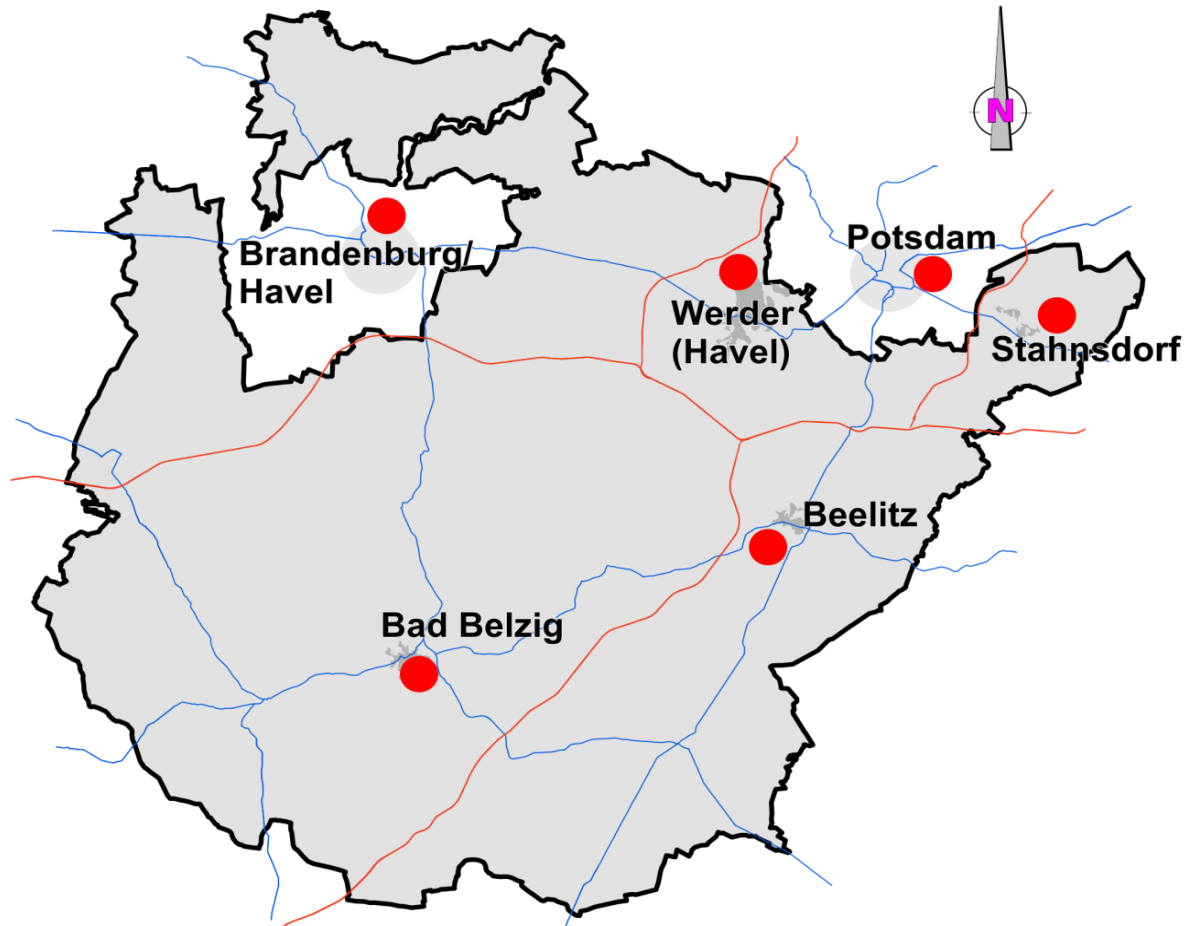 N
Potsdam
Brandenburg/
Havel
Werder
(Havel)
Stahnsdorf
Beelitz
Bad Belzig